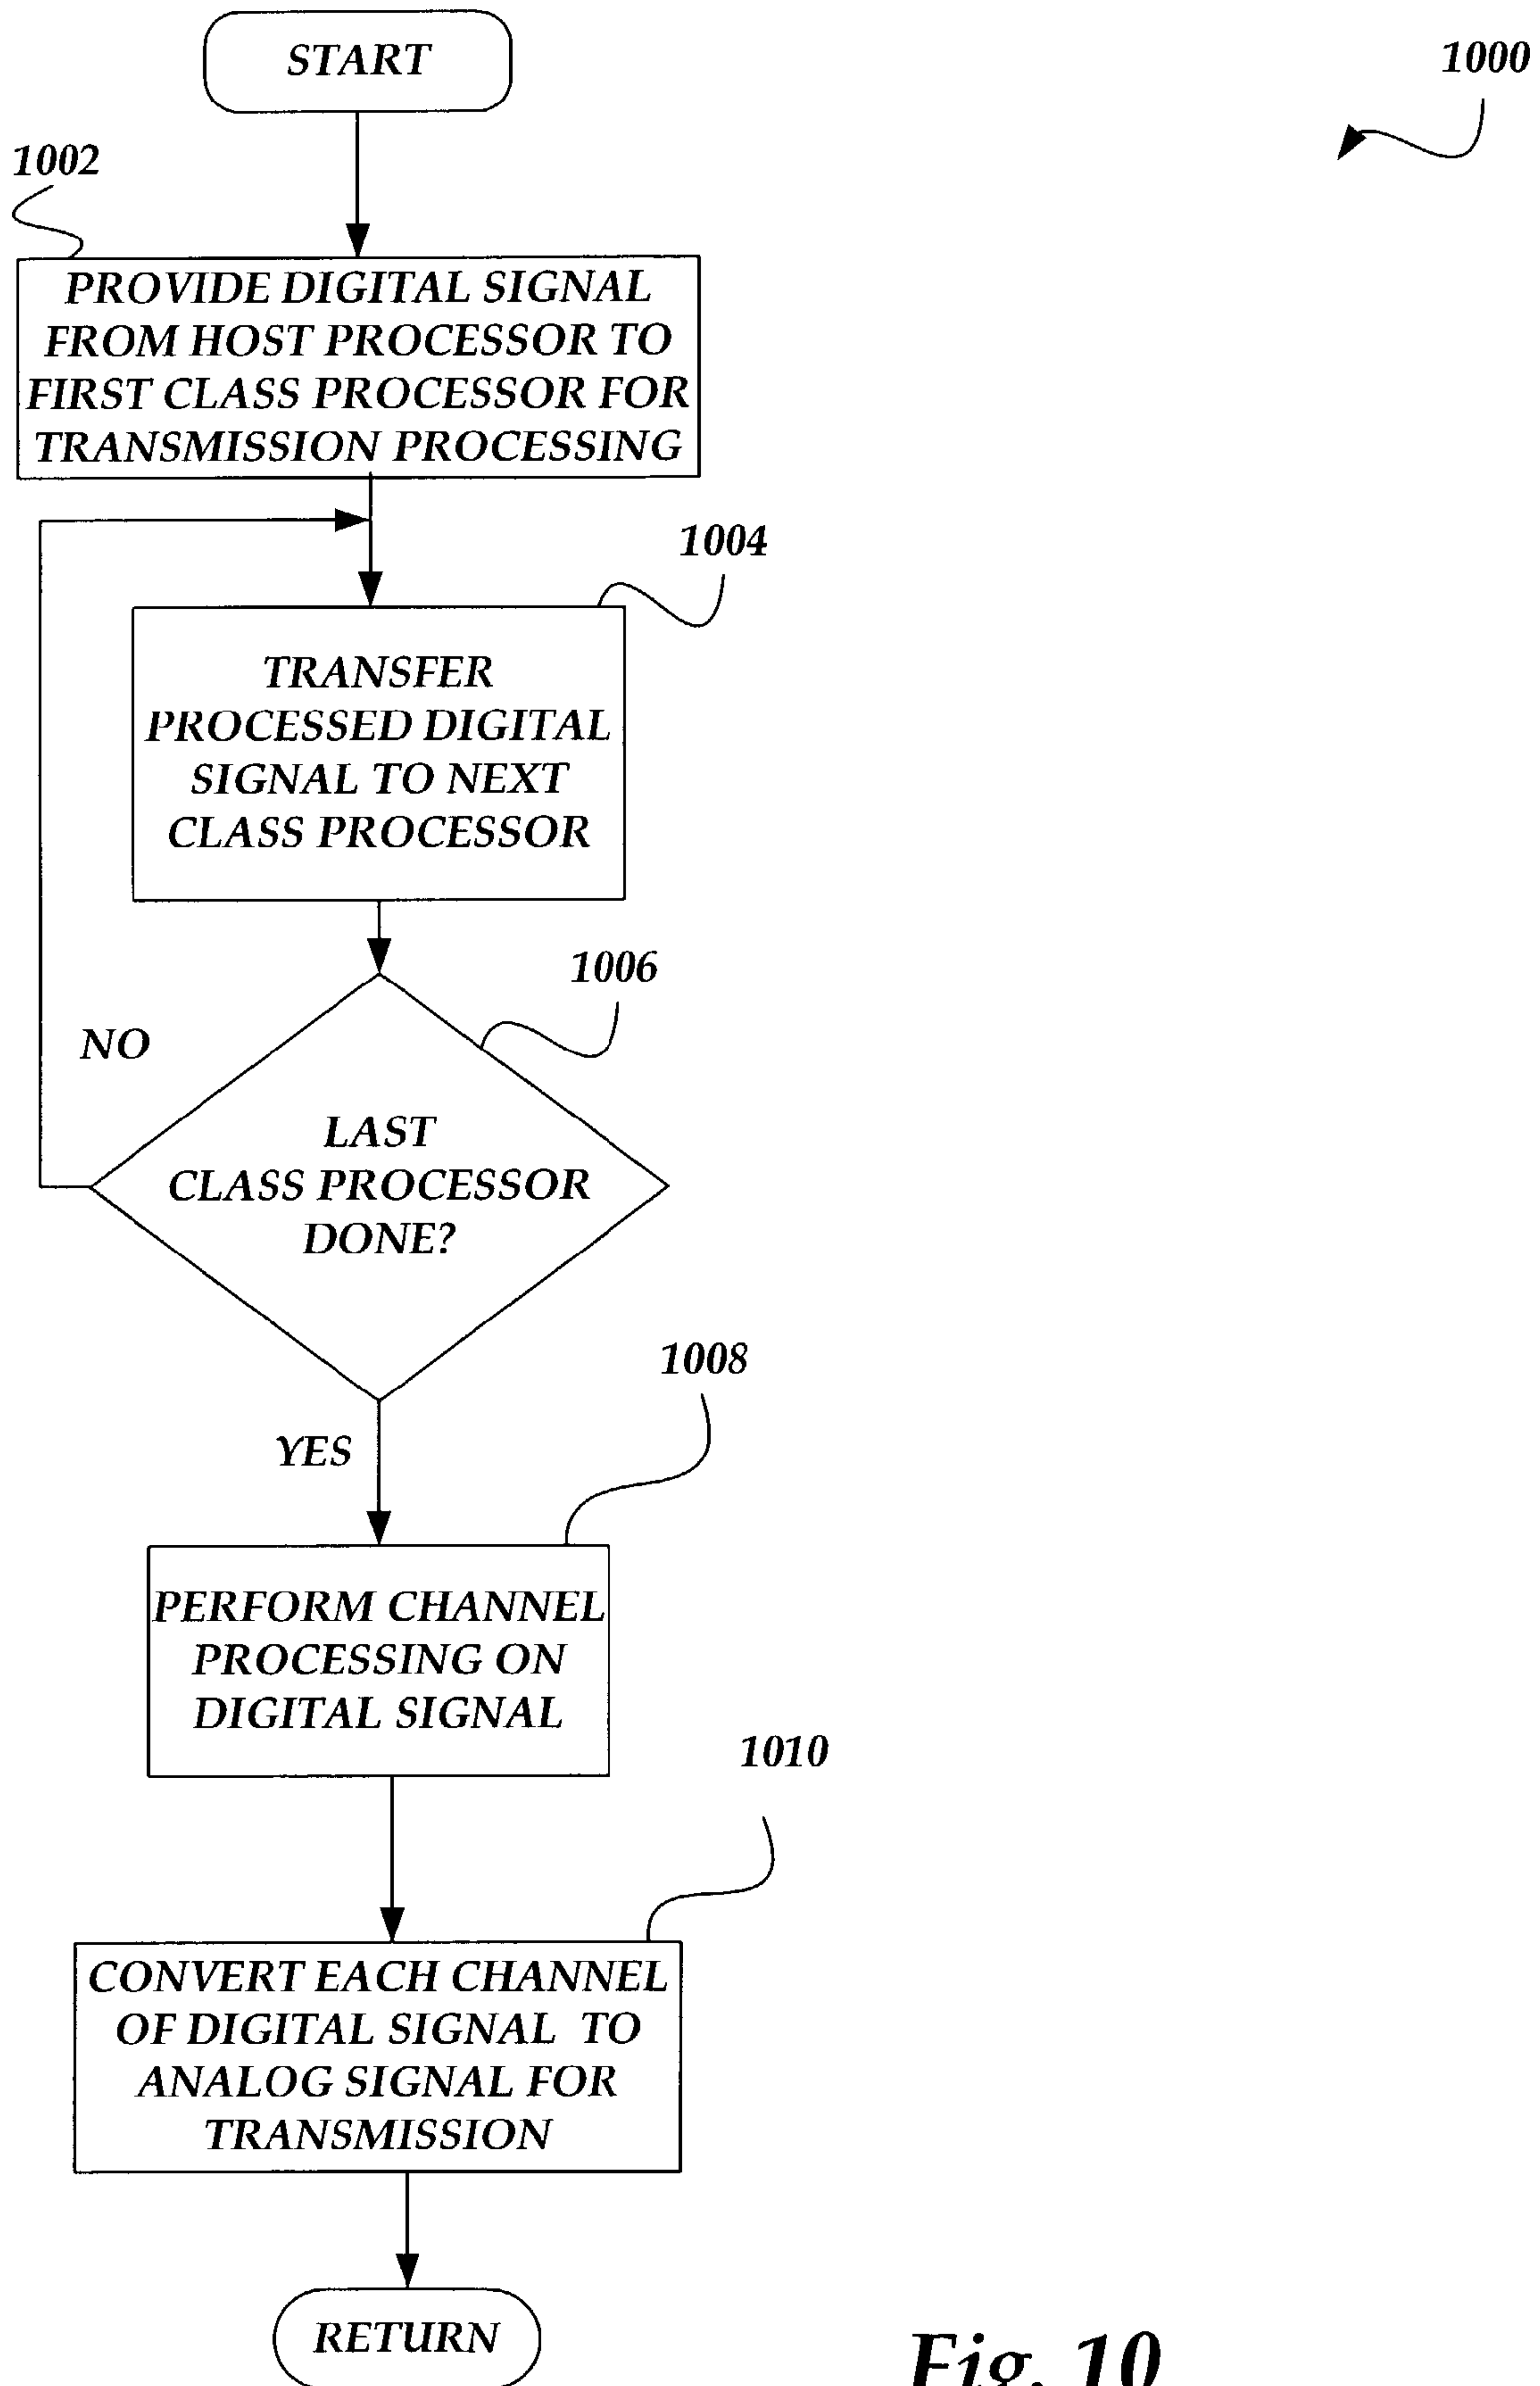 START
1000
1002
PROVIDE DIGITAL SIGNAL
FROM HOST PROCESSOR TO
FIRST CLASS PROCESSOR FOR
TRANSMISSION PROCESSING
1004
TRANSFER
PROCESSED DIGITAL
SIGNAL TO NEXT
CLASS PROCESSOR
1006
NO
LAST
CLASS PROCESSOR
DONE?
1008
YES
PERFORM CHANNEL
PROCESSING ON
DIGITAL SIGNAL
1010
CONVERT EACH CHANNEL
OF DIGITAL SIGNAL TO
ANALOG SIGNAL FOR
TRANSMISSION
RETURN
Fig. 10